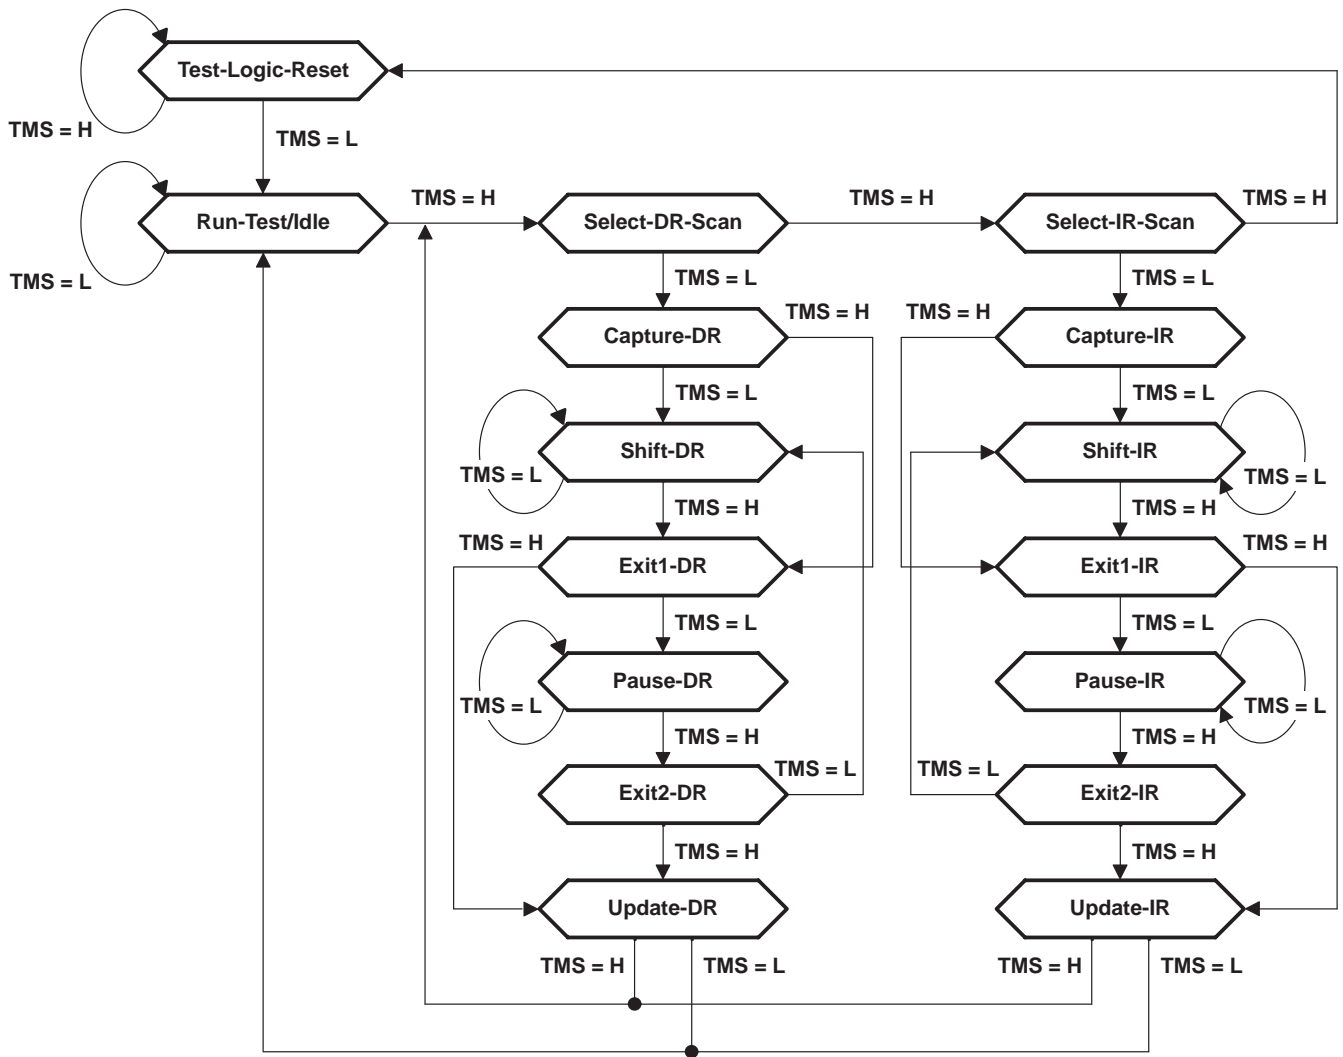 Test-Logic-Reset
TMS = H
TMS = L
Run-Test/Idle
TMS = L
TMS = H
Select-DR-Scan
TMS = H
Select-IR-Scan
TMS = H
TMS = L
TMS = L
Capture-DR
TMS = H
TMS = H
Capture-IR
TMS = L
TMS = L
Shift-DR
TMS = L
Shift-IR
TMS = L
TMS = H
TMS = H
TMS = H
Exit1-DR
Exit1-IR
TMS = H
TMS = L
TMS = L
Pause-DR
TMS = L
Pause-IR
TMS = L
TMS = H
TMS = H
Exit2-DR
TMS = L
TMS = L
Exit2-IR
TMS = H
TMS = H
Update-DR
Update-IR
TMS = H
TMS = L
TMS = H
TMS = L